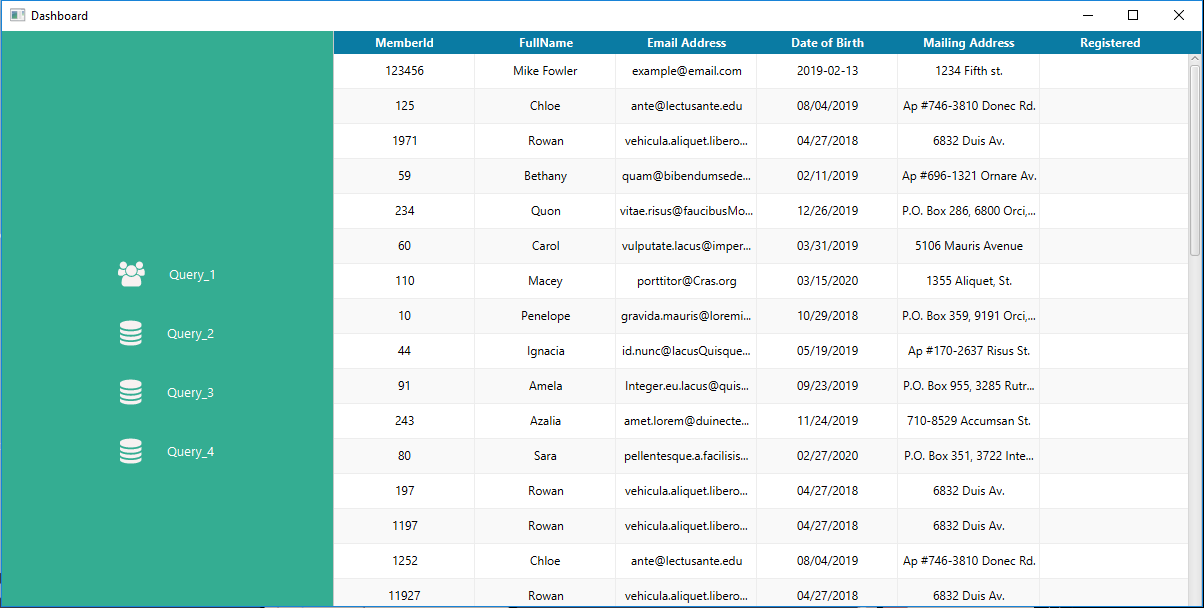 Dashboard
MemberId FullName Email Address Date of Birth Mailing Address Registered
123456 Mike Fowler example@email.com 2019-02-13 1234 Fifth st.
125 Chloe ante@lectusante.edu 08/04/2019 Ap #746-3810 Donec Rd.
1971 Rowan vehicula.aliquet.libero... 04/27/2018 6832 Duis Av.
59 Bethany quam@bibendumsede... 02/11/2019 Ap #696-1321 Ornare Av.
234 Quon vitae.risus@faucibusMo... 12/26/2019 P.O. Box 286, 6800 Orci,...
60 Carol vulputate.lacus@imper... 03/31/2019 5106 Mauris Avenue
110 Macey porttitor@Cras.org 03/15/2020 1355 Aliquet, St.
10 Penelope gravida.mauris@loremi... 10/29/2018 P.O. Box 359, 9191 Orci,...
44 Ignacia id.nunc@lacusQuisque... 05/19/2019 Ap #170-2637 Risus St.
91 Amela Integer.eu.lacus@quis... 09/23/2019 P.O. Box 955, 3285 Rutr...
243 Azalia amet.lorem@duinecte... 11/24/2019 710-8529 Accumsan St.
80 Sara pellentesque.a.facilisis... 02/27/2020 P.O. Box 351, 3722 Inte...
197 Rowan vehicula.aliquet.libero... 04/27/2018 6832 Duis Av.
1197 Rowan vehicula.aliquet.libero... 04/27/2018 6832 Duis Av.
1252 Chloe ante@lectusante.edu 08/04/2019 Ap #746-3810 Donec Rd.
11927 Rowan vehicula.aliquet.libero... 04/27/2018 6832 Duis Av.
Query_1
Query_2
Query_3
Query_4